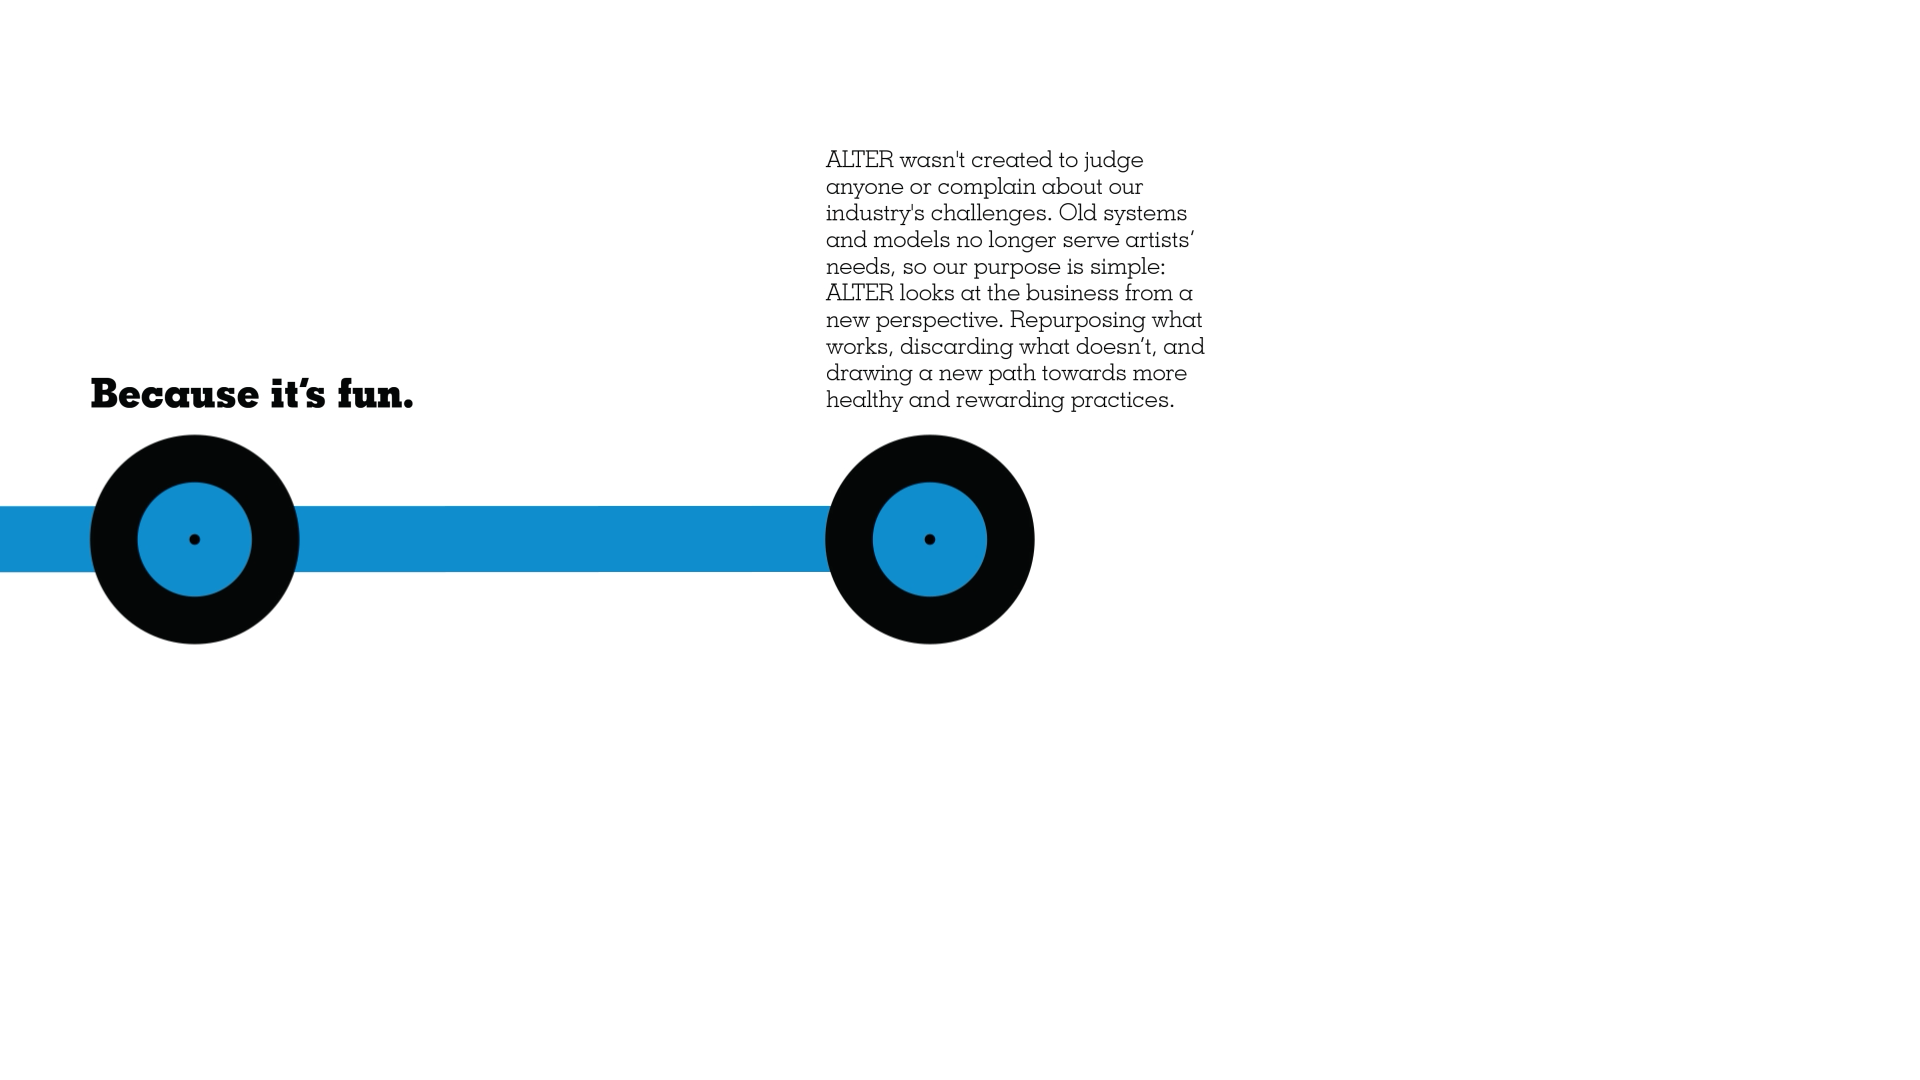 Because it’s fun.
ALTER wasn't created to judge
anyone or complain about our
industry's challenges. Old systems
and models no longer serve artists’
needs, so our purpose is simple:
ALTER looks at the business from a
new perspective. Repurposing what
works, discarding what doesn’t, and
drawing a new path towards more
healthy and rewarding practices.